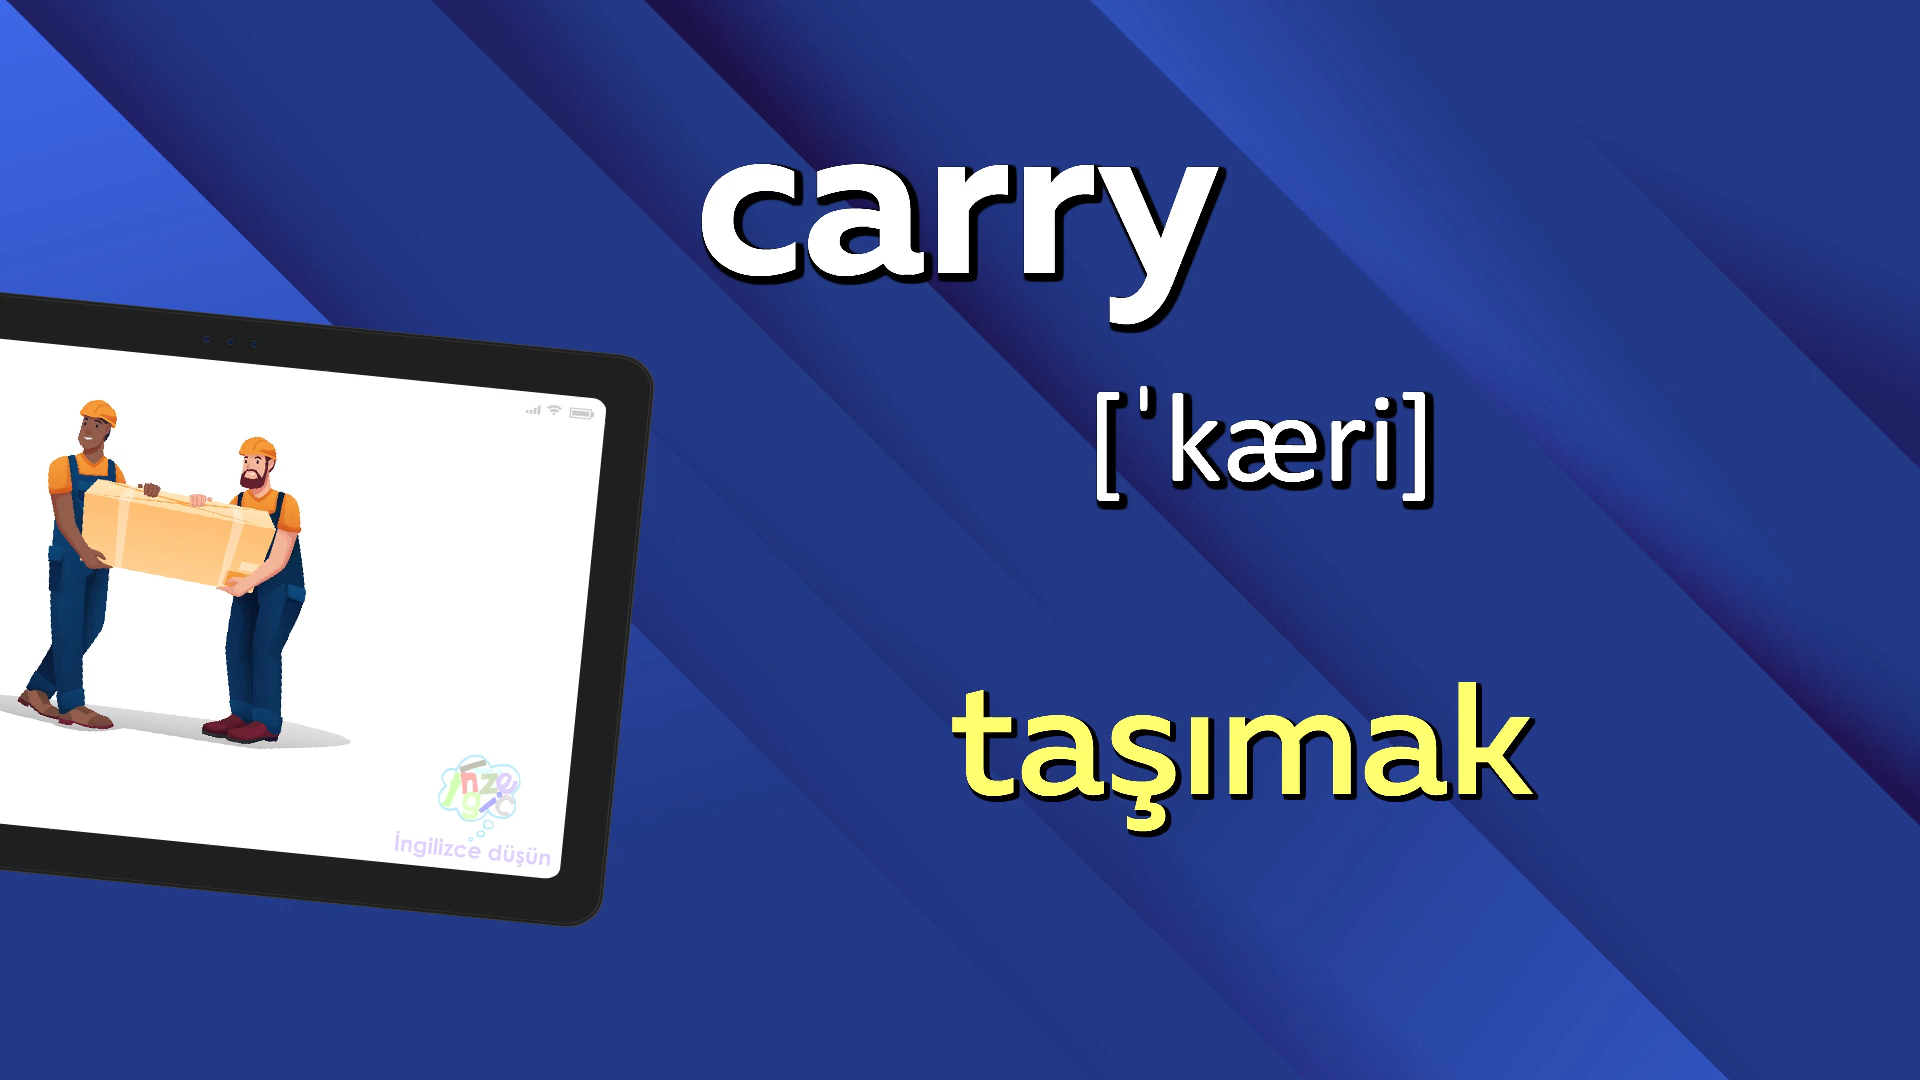 carry
[ˈkæri]
taşımak
İngilizce düşün